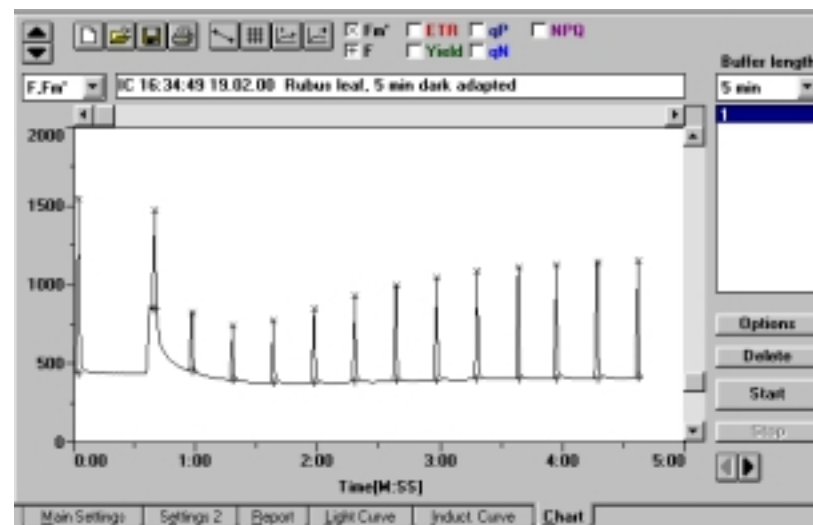 Fm' ETR qP NPQ
F Yield qN
Buffer length
F,Fm' IC 16:34:49 19.02.00 Rubus leaf, 5 min dark adapted
5 min
1
2000
1500
1000
500
0
0:00 1:00 2:00 3:00 4:00 5:00
Time[M:SS]
Options
Delete
Start
Stop
Main Settings Settings 2 Report Light Curve Induct. Curve Chart